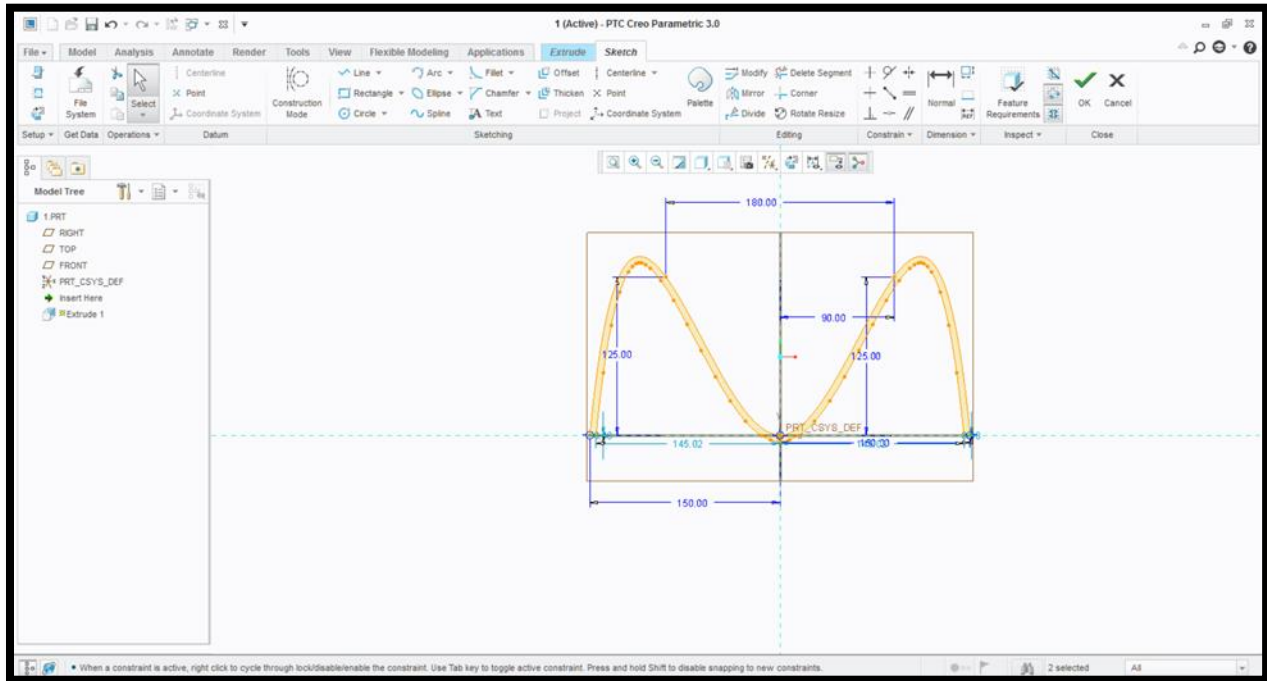 1 (Active) - PTC Creo Parametric 3.0
File Model Analysis Annotate Render Tools View Flexible Modeling Applications Extrude Sketch
Centerline Line Arc Fillet Offset Centerline Modify Delete Segment
Point Rectangle Ellipse Chamfer Thicken Point Mirror Corner
File System Select Construction Mode Palette Normal Feature Requirements OK Cancel
Coordinate System Circle Spline Text Project Coordinate System Divide Rotate Resize REF
Setup Get Data Operations Datum Sketching Editing Constrain Dimension Inspect Close
Model Tree
1.PRT
RIGHT
TOP
FRONT
PRT_CSYS_DEF
Insert Here
Extrude 1
180.00
90.00
125.00
125.00
PRT_CSYS_DEF
145.02
150.00
• When a constraint is active, right click to cycle through lock/disable/enable the constraint. Use Tab key to toggle active constraint. Press and hold Shift to disable snapping to new constraints.
2 selected
All